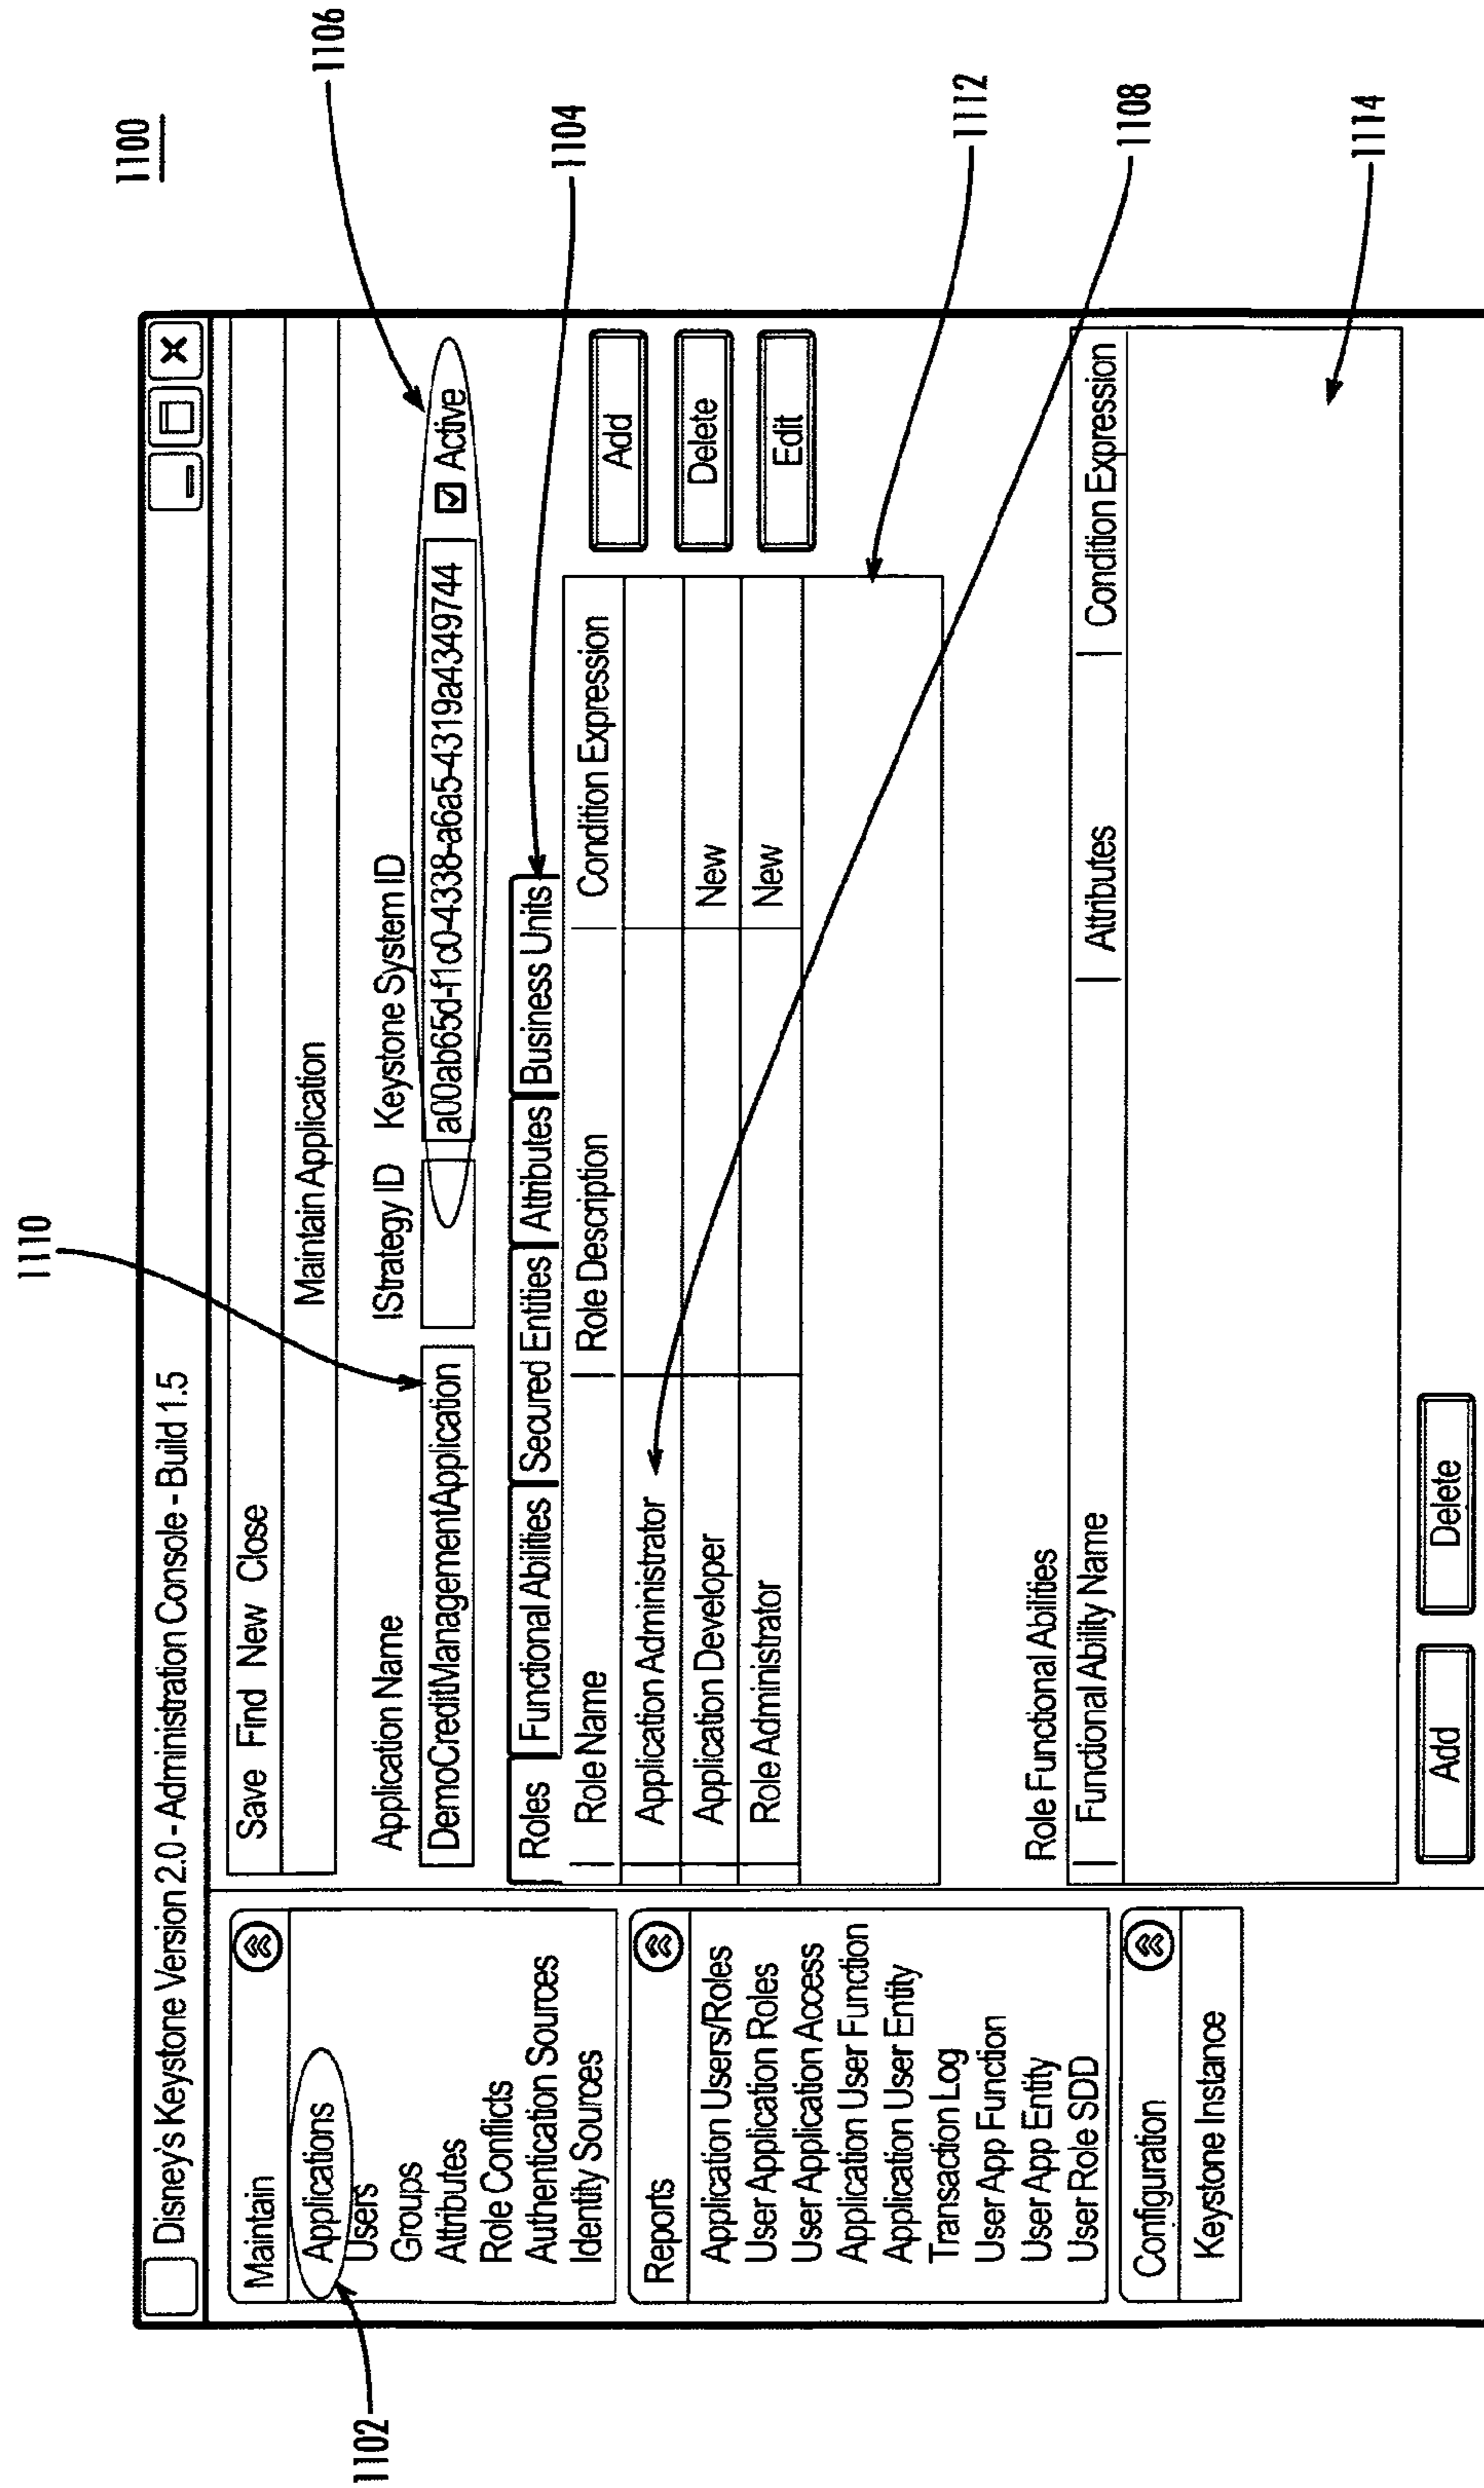 1100
Disney's Keystone Version 2.0 - Administration Console - Build 1.5
Maintain
Applications
Users
Groups
Attributes
Role Conflicts
Authentication Sources
Identity Sources
Reports
Application Users/Roles
User Application Roles
User Application Access
Application User Function
Application User Entity
Transaction Log
User App Function
User App Entity
User Role SDD
Configuration
Keystone Instance
Save Find New Close
Maintain Application
Application Name IStrategy ID Keystone System ID
DemoCreditManagementApplication a00ab65d-f1c0-4338-a6a5-4319a4349744 Active
Roles Functional Abilities Secured Entities Attributes Business Units
Role Name Role Description Condition Expression
Application Administrator
Application Developer New
Role Administrator New
Add
Delete
Edit
Role Functional Abilities
Functional Ability Name Attributes Condition Expression
Add Delete
1102
1110
1106
1104
1112
1108
1114